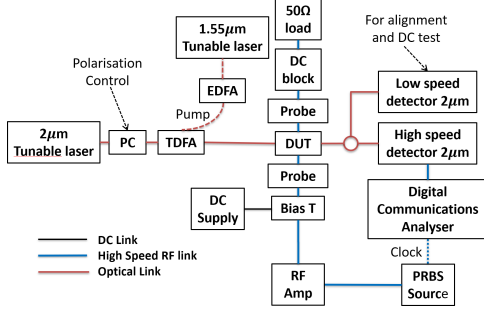 50Ω
load
1.55μm
Tunable laser
For alignment
and DC test
Polarisation
Control
DC
block
EDFA
Low speed
detector 2μm
Pump
Probe
2μm
Tunable laser
PC
TDFA
DUT
High speed
detector 2μm
Probe
DC
Supply
Bias T
Digital
Communications
Analyser
DC Link
High Speed RF link
Optical Link
Clock
RF
Amp
PRBS
Source